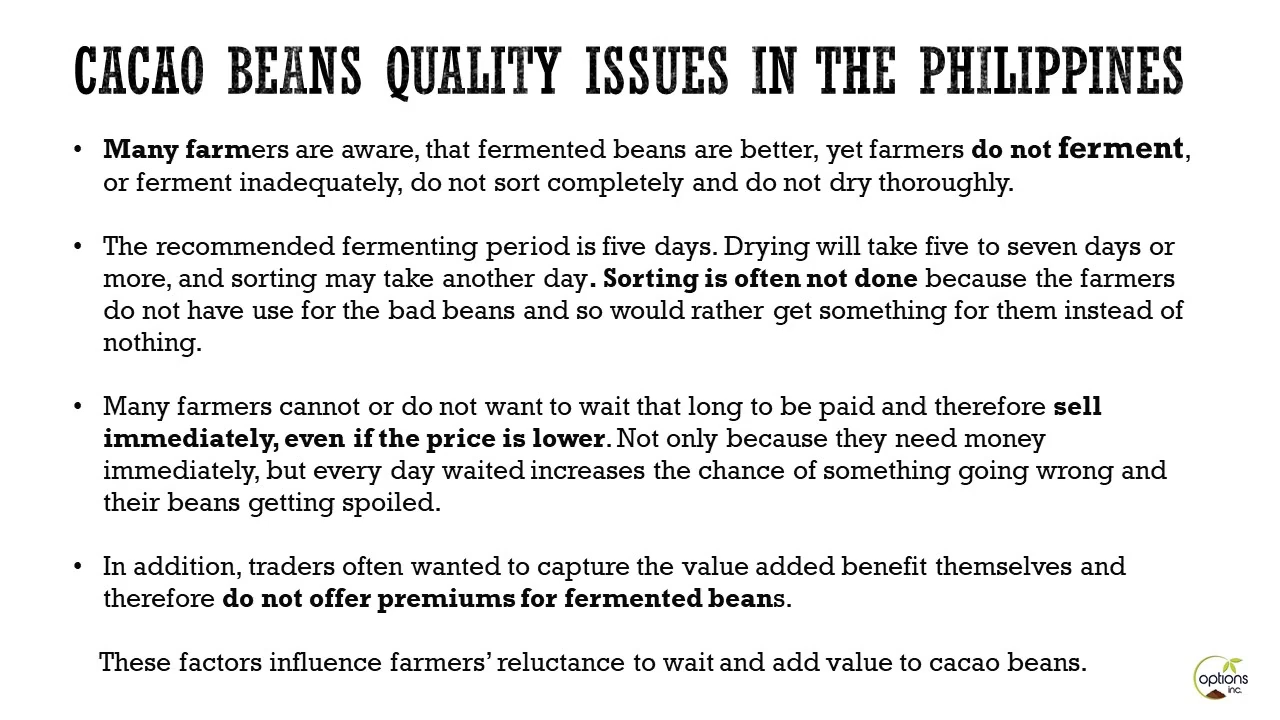 CACAO BEANS QUALITY ISSUES IN THE PHILIPPINES
• Many farmers are aware, that fermented beans are better, yet farmers do not ferment,
or ferment inadequately, do not sort completely and do not dry thoroughly.
• The recommended fermenting period is five days. Drying will take five to seven days or
more, and sorting may take another day. Sorting is often not done because the farmers
do not have use for the bad beans and so would rather get something for them instead of
nothing.
• Many farmers cannot or do not want to wait that long to be paid and therefore sell
immediately, even if the price is lower. Not only because they need money
immediately, but every day waited increases the chance of something going wrong and
their beans getting spoiled.
• In addition, traders often wanted to capture the value added benefit themselves and
therefore do not offer premiums for fermented beans.
These factors influence farmers’ reluctance to wait and add value to cacao beans.
options
inc.